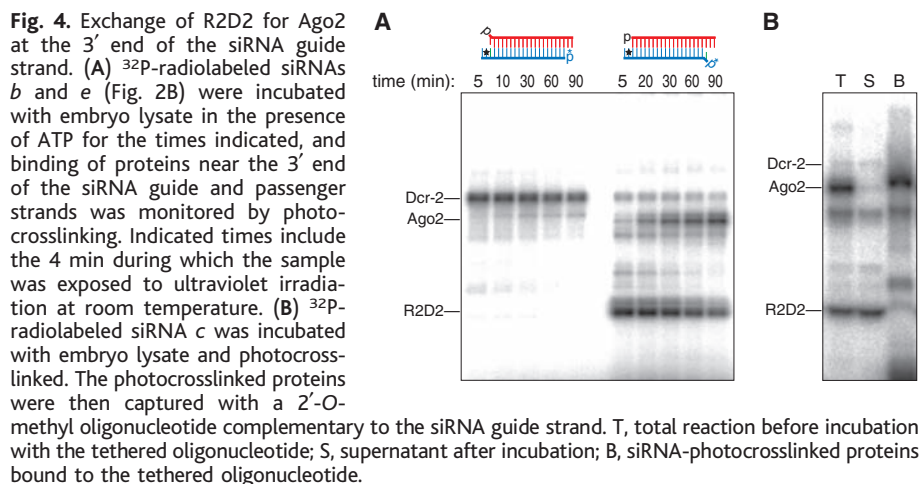 Fig. 4. Exchange of R2D2 for Ago2
at the 3′ end of the siRNA guide
strand. (A) ³²P-radiolabeled siRNAs
b and e (Fig. 2B) were incubated
with embryo lysate in the presence
of ATP for the times indicated, and
binding of proteins near the 3′ end
of the siRNA guide and passenger
strands was monitored by photo-
crosslinking. Indicated times include
the 4 min during which the sample
was exposed to ultraviolet irradia-
tion at room temperature. (B) ³²P-
radiolabeled siRNA c was incubated
with embryo lysate and photocross-
linked. The photocrosslinked proteins
were then captured with a 2′-O-
methyl oligonucleotide complementary to the siRNA guide strand. T, total reaction before incubation
with the tethered oligonucleotide; S, supernatant after incubation; B, siRNA-photocrosslinked proteins
bound to the tethered oligonucleotide.
A
p p
p p
time (min): 5 10 30 60 90 5 20 30 60 90
Dcr-2
Ago2
R2D2
B
T S B
Dcr-2
Ago2
R2D2